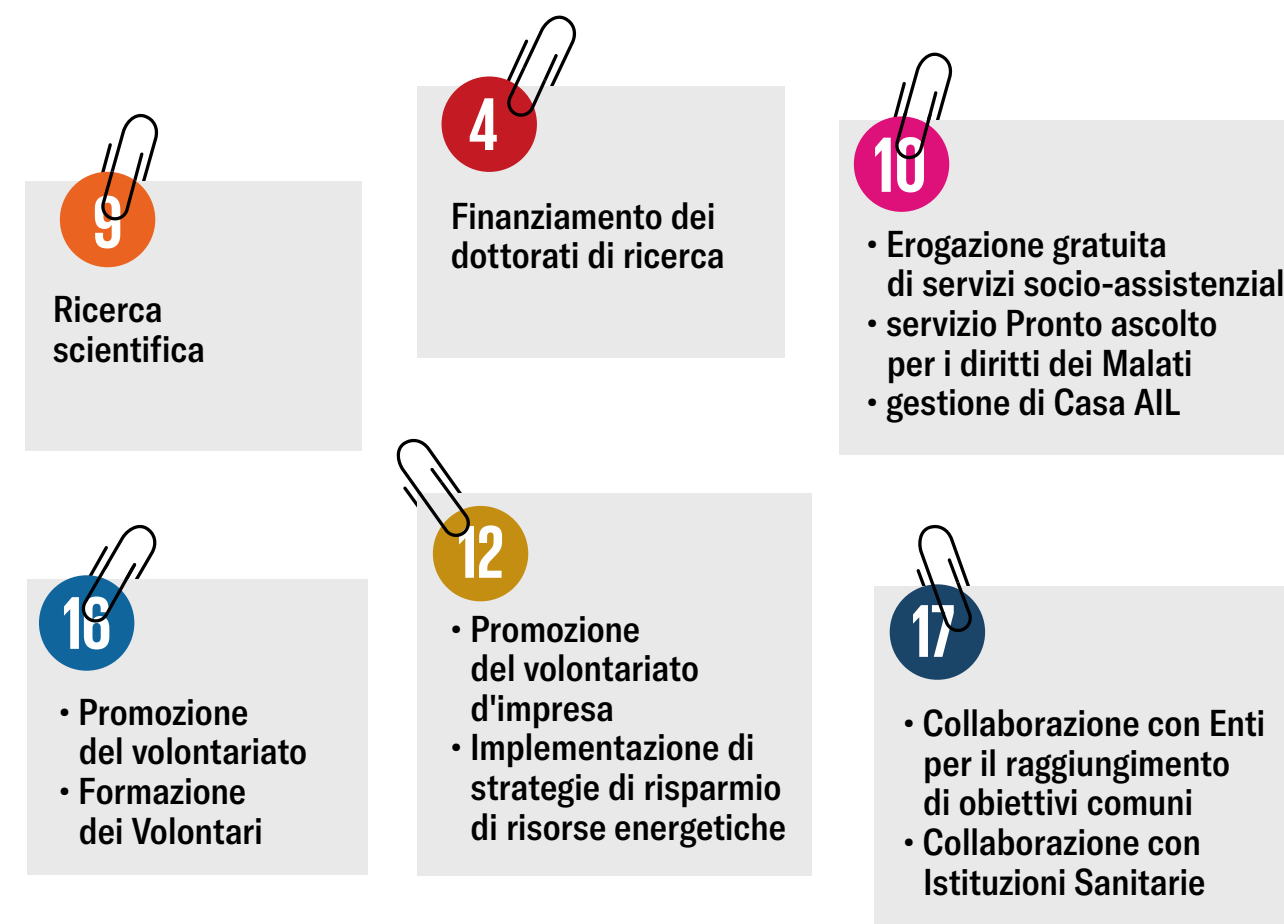 9
Ricerca
scientifica
4
Finanziamento dei
dottorati di ricerca
10
• Erogazione gratuita
di servizi socio-assistenzial
• servizio Pronto ascolto
per i diritti dei Malati
• gestione di Casa AIL
16
• Promozione
del volontariato
• Formazione
dei Volontari
12
• Promozione
del volontariato
d'impresa
• Implementazione di
strategie di risparmio
di risorse energetiche
17
• Collaborazione con Enti
per il raggiungimento
di obiettivi comuni
• Collaborazione con
Istituzioni Sanitarie